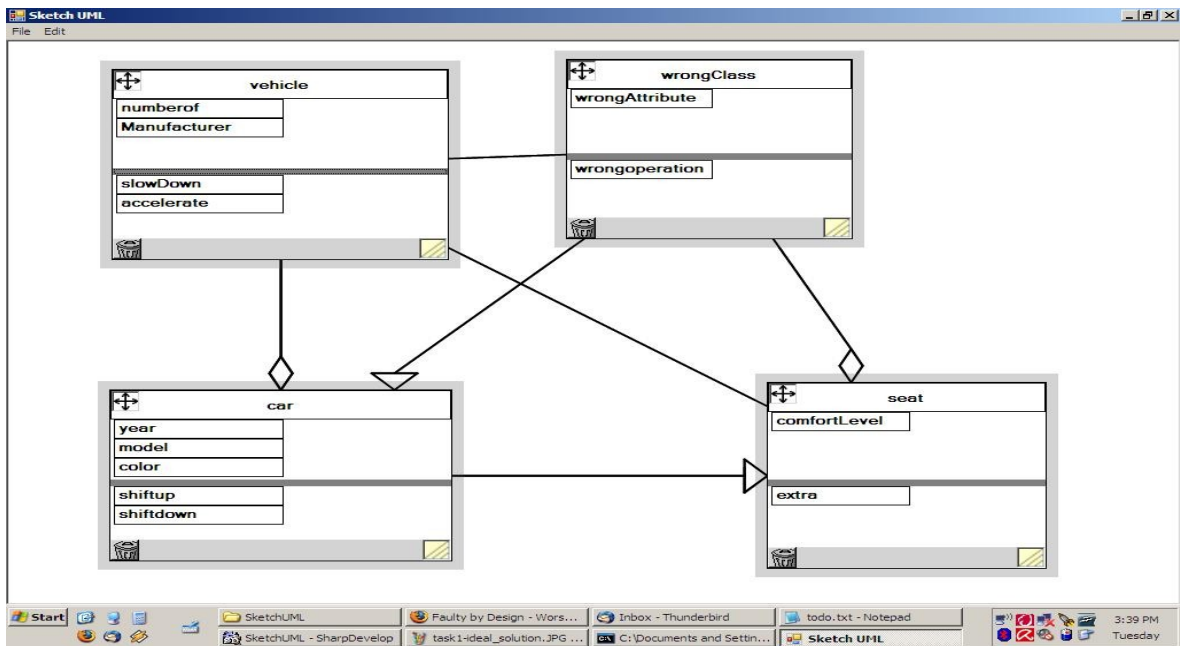 Sketch UML
File Edit
vehicle
numberof
Manufacturer
slowDown
accelerate
wrongClass
wrongAttribute
wrongoperation
car
year
model
color
shiftup
shiftdown
seat
comfortLevel
extra
Start
SketchUML
Faulty by Design - Wors...
Inbox - Thunderbird
todo.txt - Notepad
3:39 PM
SketchUML - SharpDevelop
task1-ideal_solution.JPG ...
C:\Documents and Settin...
Sketch UML
Tuesday